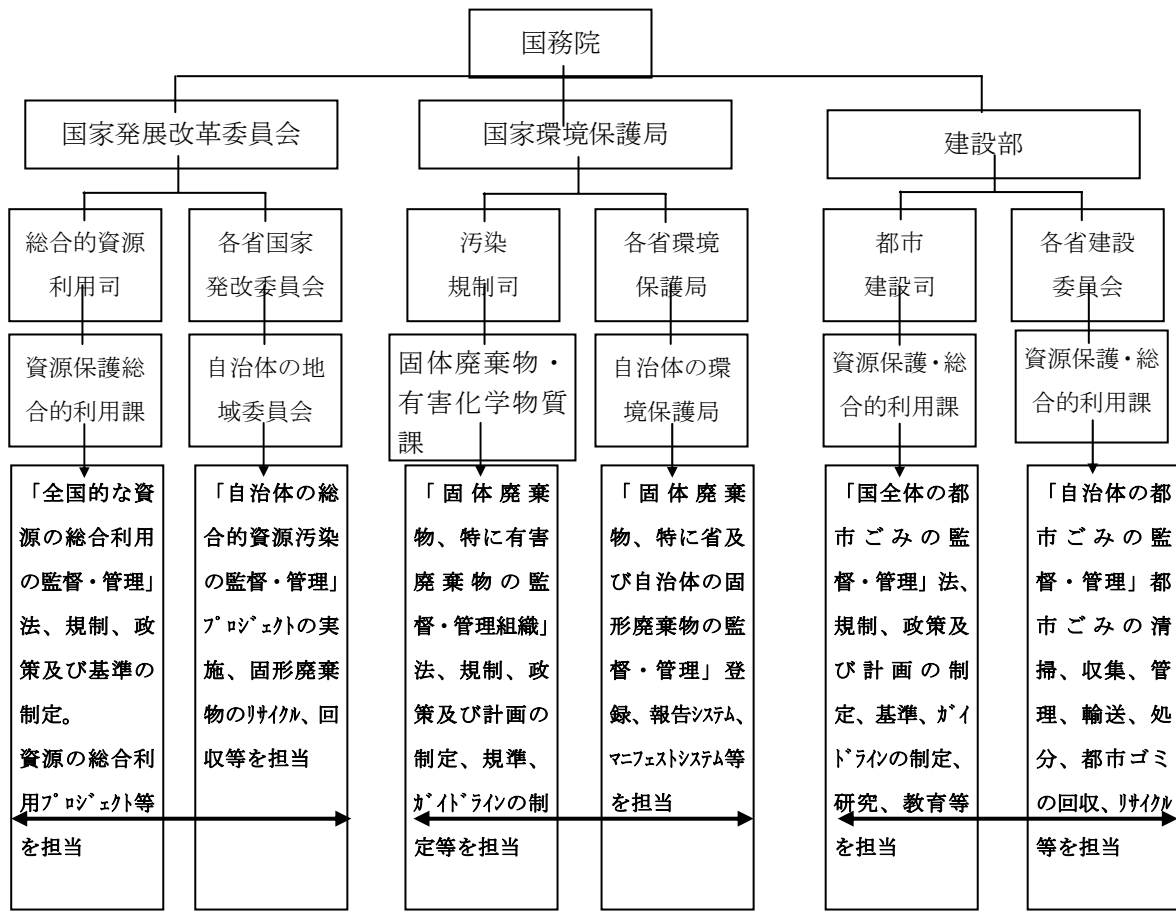 国務院
国家発展改革委員会
国家環境保護局
建設部
総合的資源
利用司
各省国家
発改委員会
汚染
規制司
各省環境
保護局
都市
建設司
各省建設
委員会
資源保護総
合的利用課
自治体の地
域委員会
固体廃棄物・
有害化学物質
課
自治体の環
境保護局
資源保護・総
合的利用課
資源保護・総
合的利用課
「全国的な資
源の総合利用
の監督・管理」
法、規制、政
策及び基準の
制定。
資源の総合利
用ﾌﾟﾛｼﾞｪｸﾄ等
を担当
「自治体の総
合的資源汚染
の監督・管理」
ﾌﾟﾛｼﾞｪｸﾄの実
施、固形廃棄
物のﾘｻｲｸﾙ、回
収等を担当
「固体廃棄
物、特に有害
廃棄物の監
督・管理組織」
法、規制、政
策及び計画の
制定、規準、
ｶﾞｲﾄﾞﾗｲﾝの制
定等を担当
「固体廃棄
物、特に省及
び自治体の固
形廃棄物の監
督・管理」登
録、報告ｼｽﾃﾑ、
ﾏﾆﾌｪｽﾄｼｽﾃﾑ等
を担当
「国全体の都
市ごみの監
督・管理」法、
規制、政策及
び計画の制
定、基準、ｶﾞｲ
ﾄﾞﾗｲﾝの制定、
研究、教育等
を担当
「自治体の都
市ごみの監
督・管理」都
市ごみの清
掃、収集、管
理、輸送、処
分、都市ゴミ
の回収、ﾘｻｲｸﾙ
等を担当